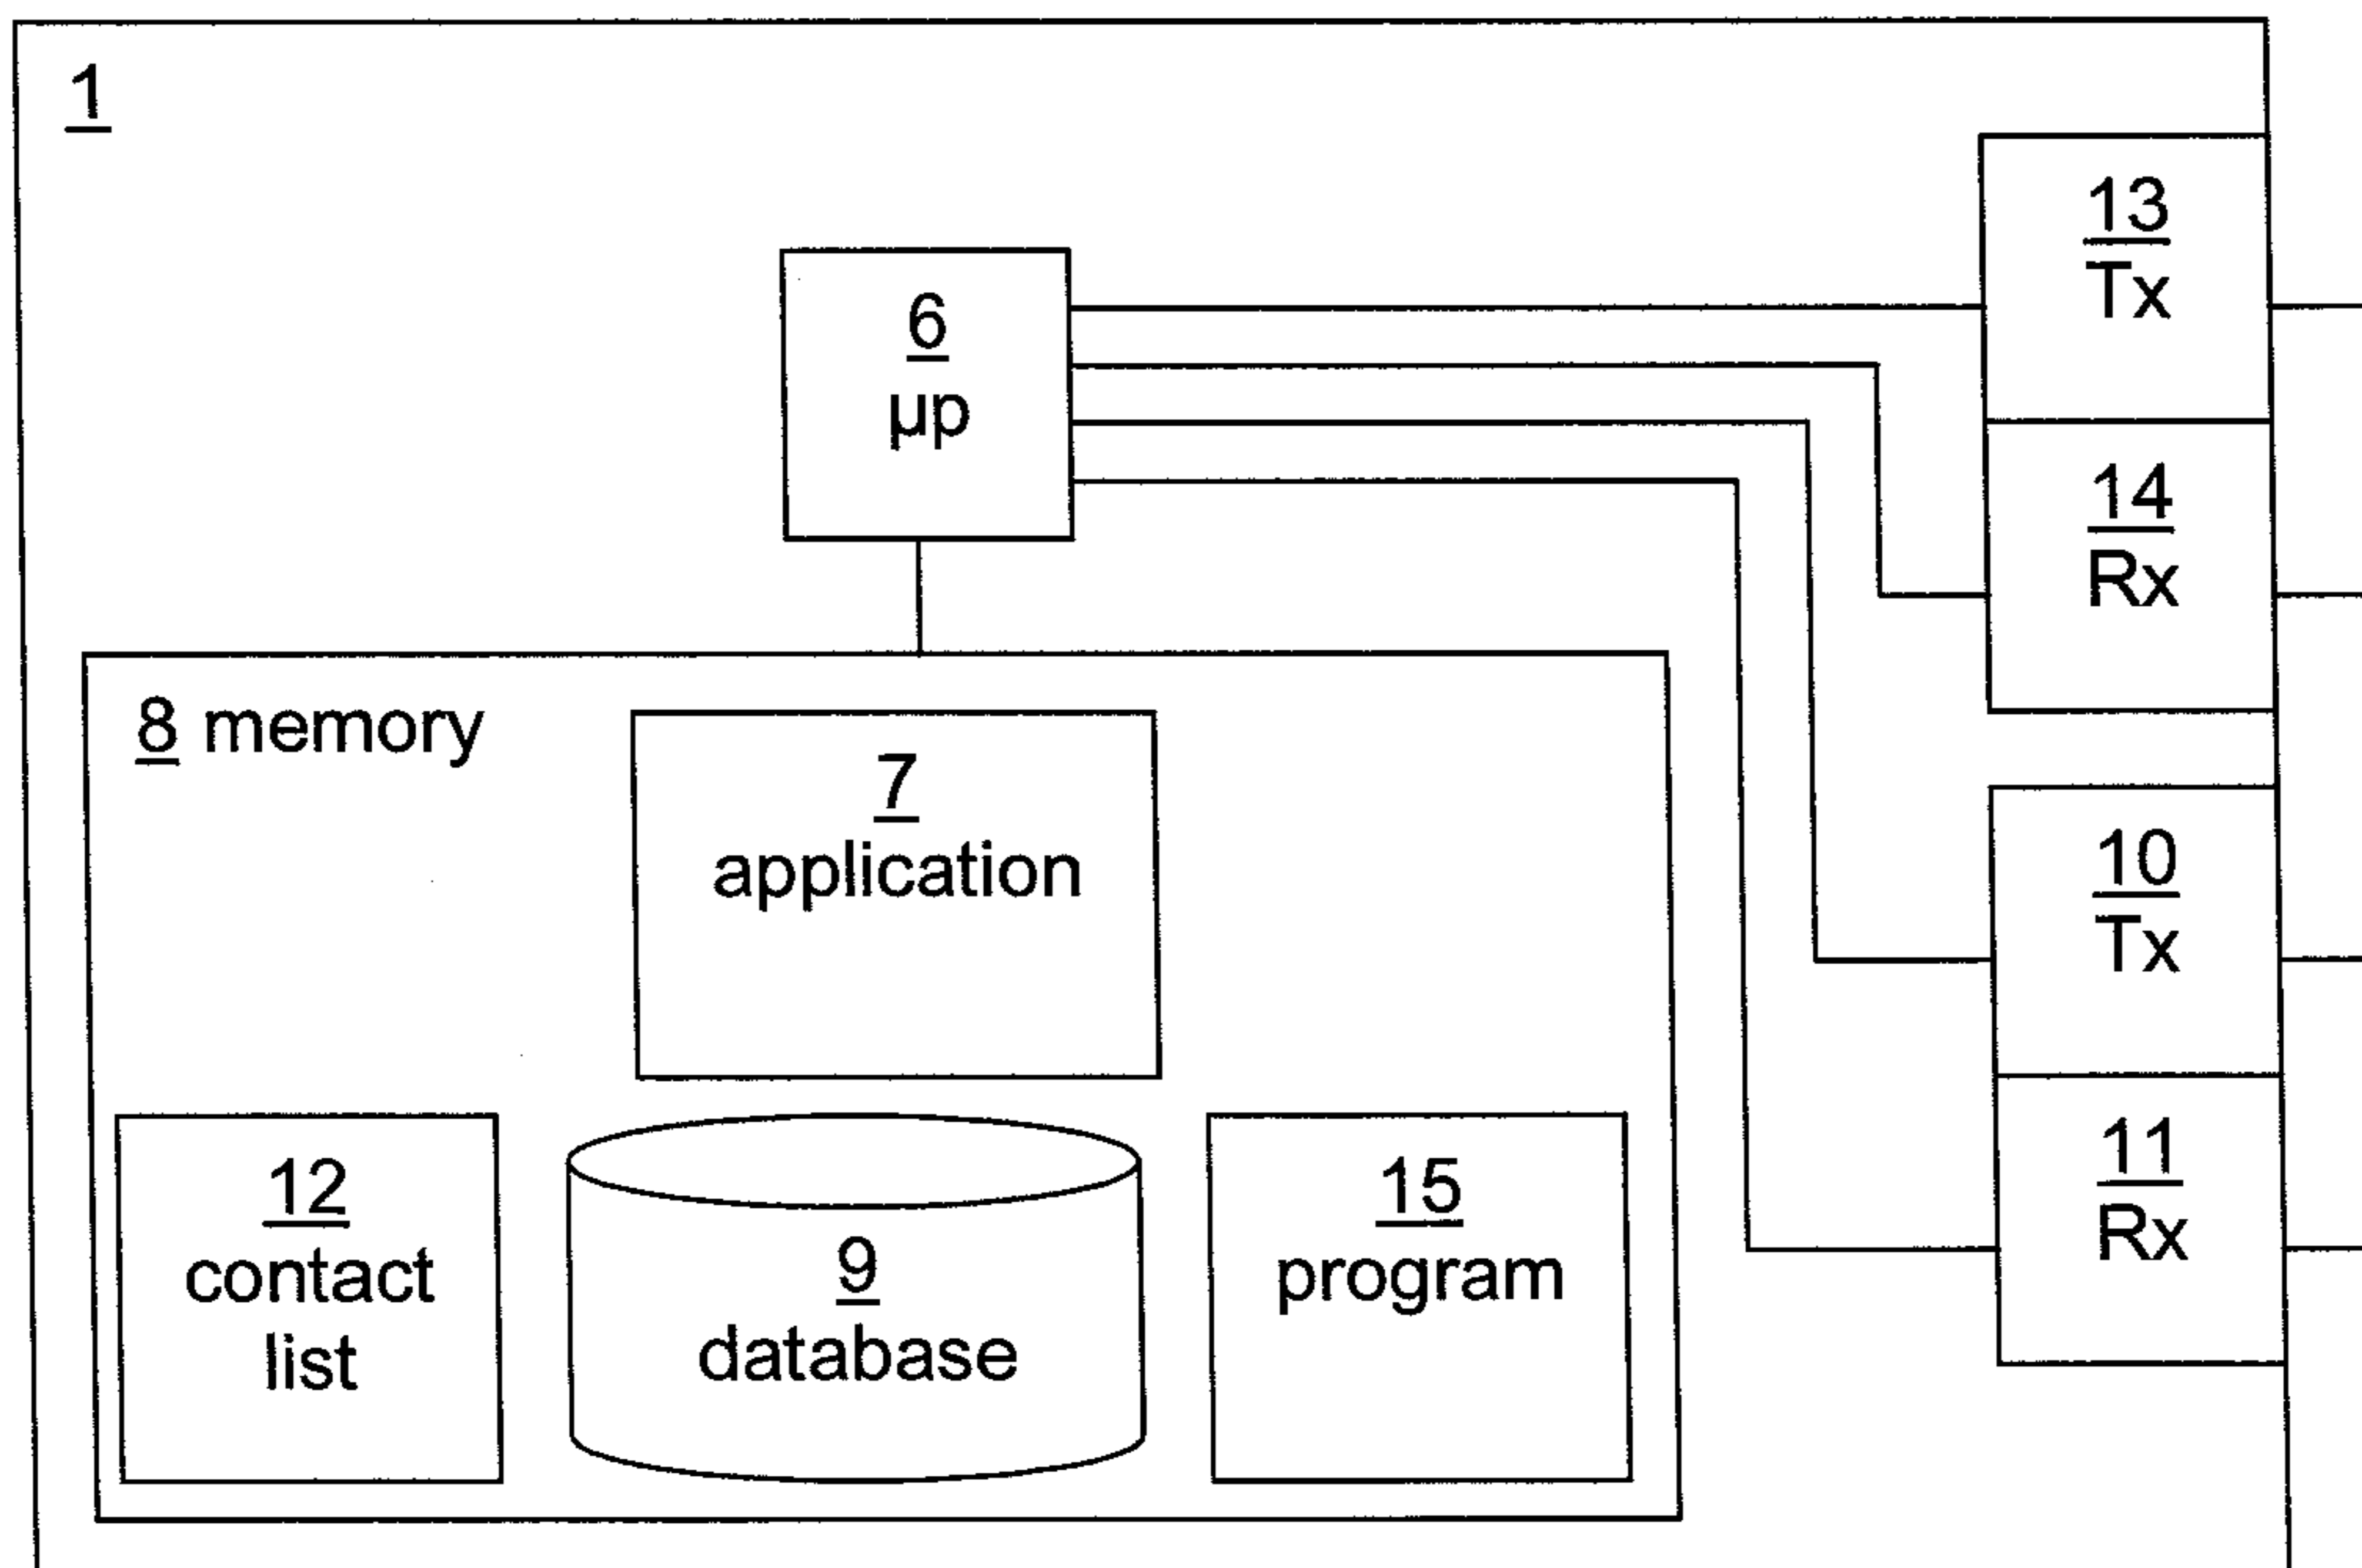 1
13
Tx
6
µp
14
Rx
8 memory
7
application
10
Tx
11
Rx
12
contact
list
9
database
15
program